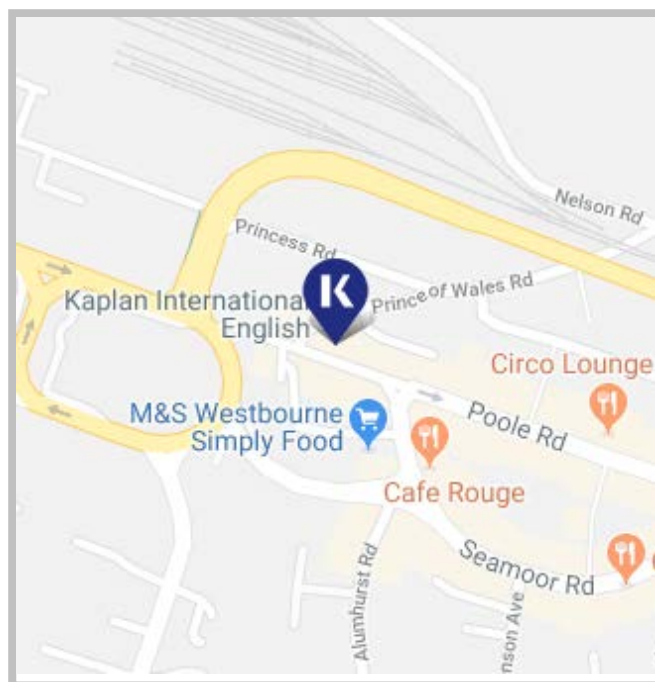 Nelson Rd
Princess Rd
Prince of Wales Rd
K
Kaplan International
English
Circo Lounge
M&S Westbourne
Simply Food
Poole Rd
Cafe Rouge
Seamoor Rd
Alumhurst Rd
nson Ave